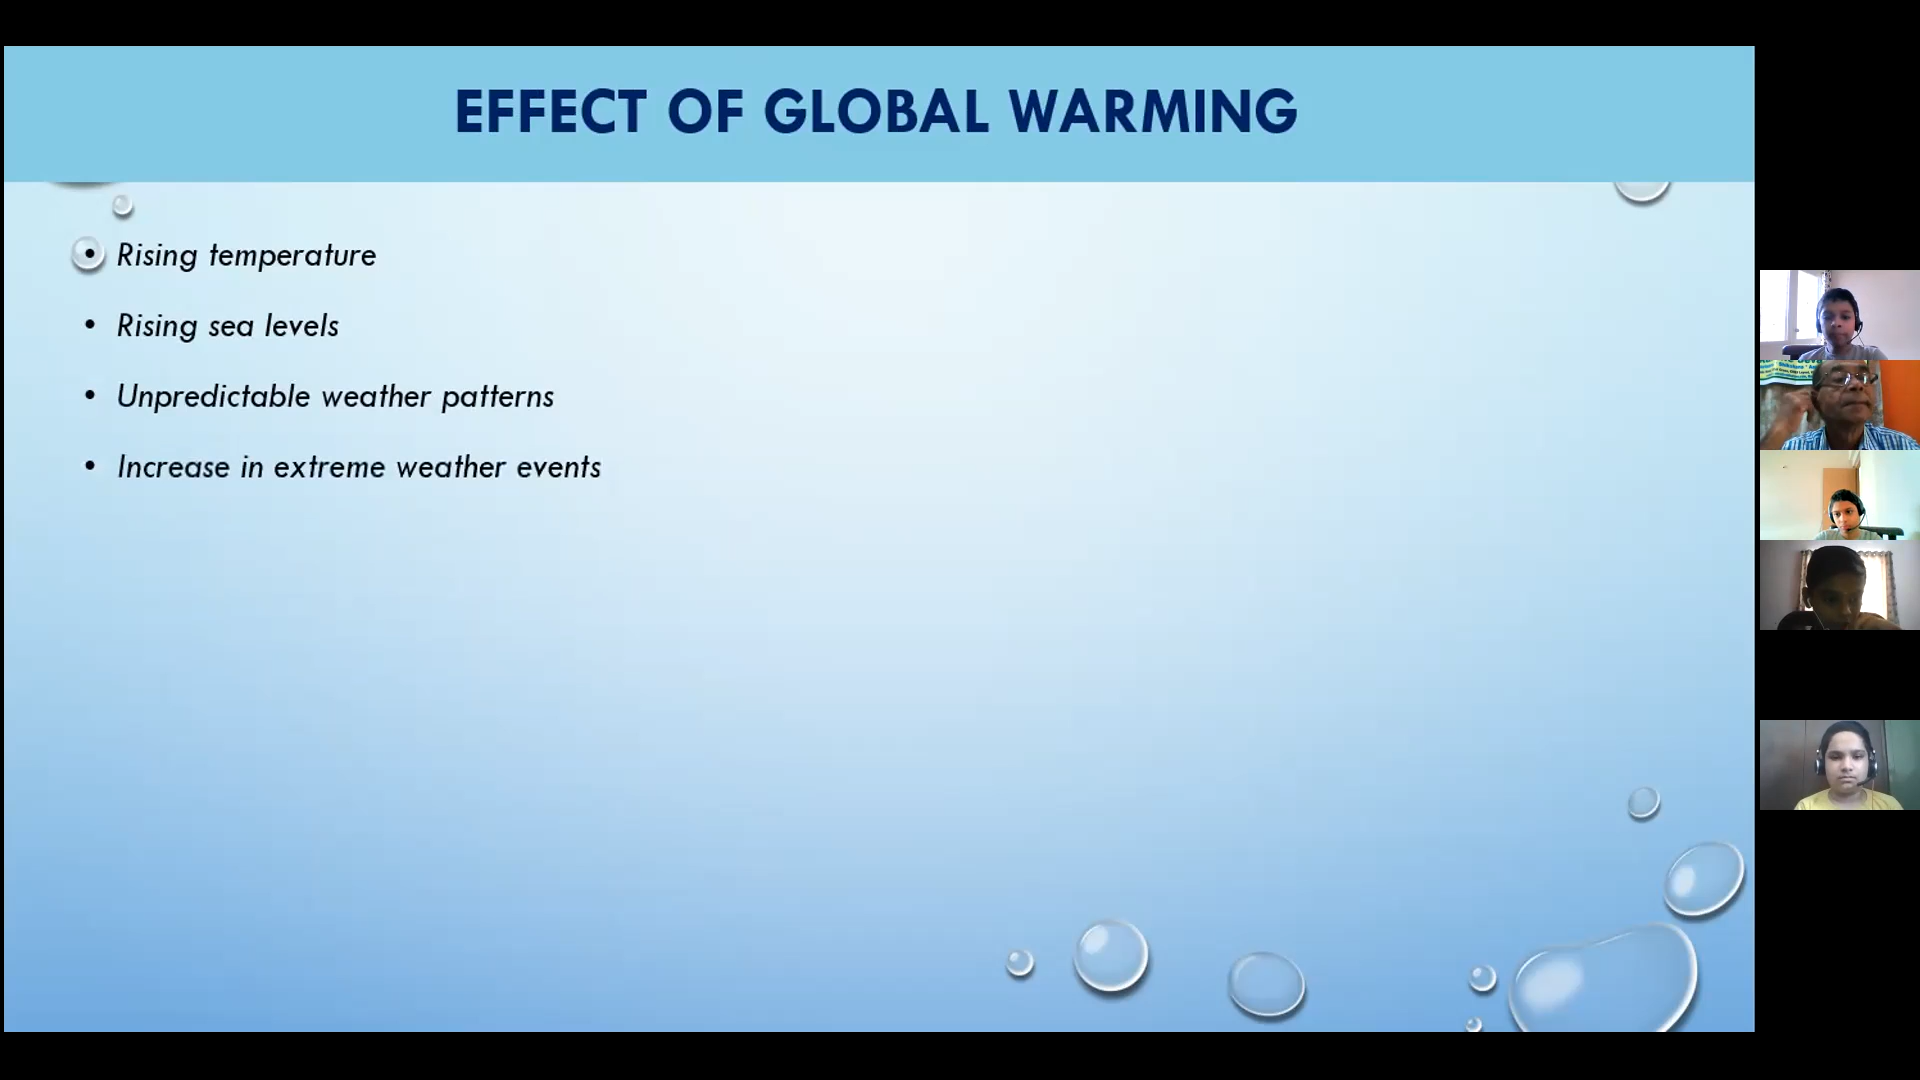 EFFECT OF GLOBAL WARMING
• Rising temperature
• Rising sea levels
• Unpredictable weather patterns
• Increase in extreme weather events